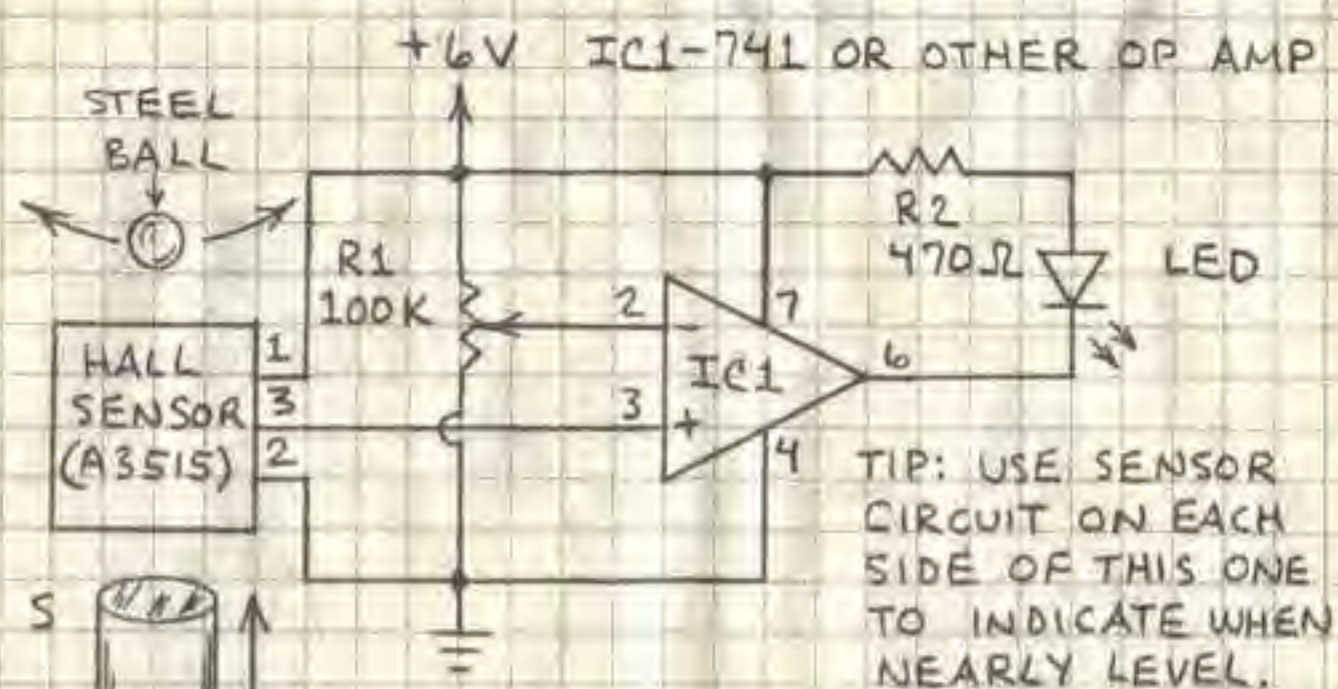 +6V IC1-741 OR OTHER OP AMP
STEEL
BALL
R1
100K
R2
470Ω
LED
HALL
SENSOR
(A3515)
1
3
2
2
-
3
+
IC1
7
6
4
TIP: USE SENSOR
CIRCUIT ON EACH
SIDE OF THIS ONE
TO INDICATE WHEN
NEARLY LEVEL.
S